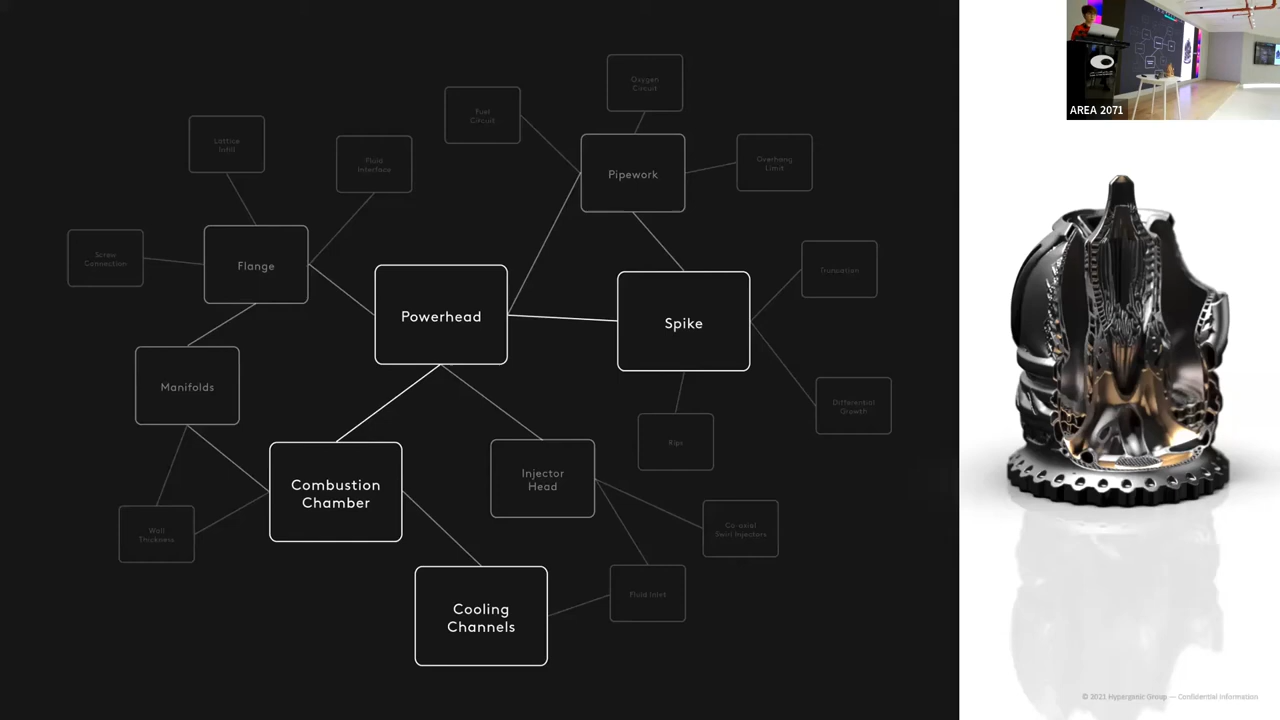 Oxygen
Circuit
Fuel
Circuit
Lattice
Infill
Fluid
Interface
Pipework
Overhang
Limit
Screw
Connection
Flange
Powerhead
Spike
Truncation
Manifolds
Differential
Growth
Rips
Combustion
Chamber
Injector
Head
Wall
Thickness
Co-axial
Swirl Injectors
Cooling
Channels
Fluid Inlet
AREA 2071
© 2021 Hyperganic Group — Confidential Information